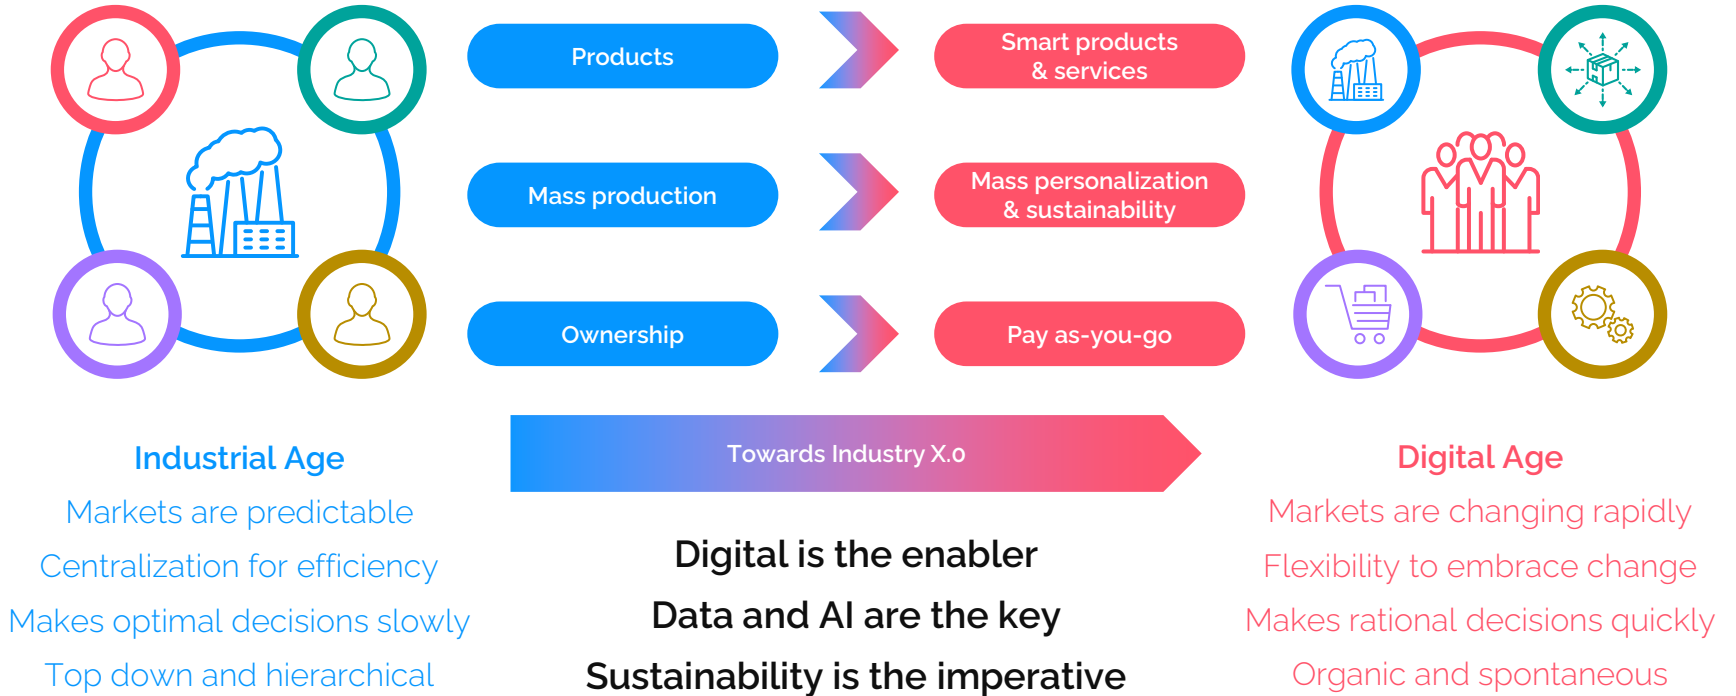 Products
Smart products
& services
Mass production
Mass personalization
& sustainability
Ownership
Pay as-you-go
Towards Industry X.0
Industrial Age
Markets are predictable
Centralization for efficiency
Makes optimal decisions slowly
Top down and hierarchical
Digital is the enabler
Data and AI are the key
Sustainability is the imperative
Digital Age
Markets are changing rapidly
Flexibility to embrace change
Makes rational decisions quickly
Organic and spontaneous